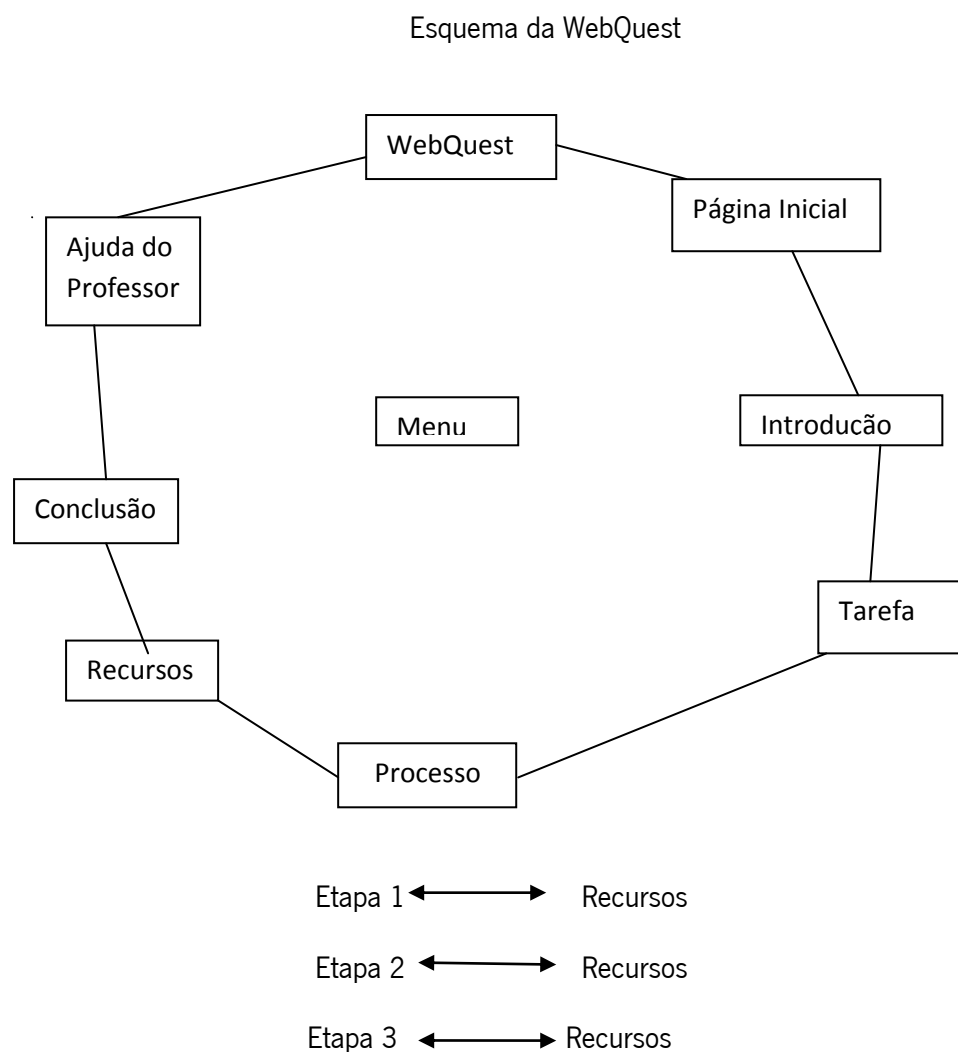 Esquema da WebQuest
WebQuest
Página Inicial
Ajuda do
Professor
Menu
Introducão
Conclusão
Tarefa
Recursos
Processo
Etapa 1 Recursos
Etapa 2 Recursos
Etapa 3 Recursos